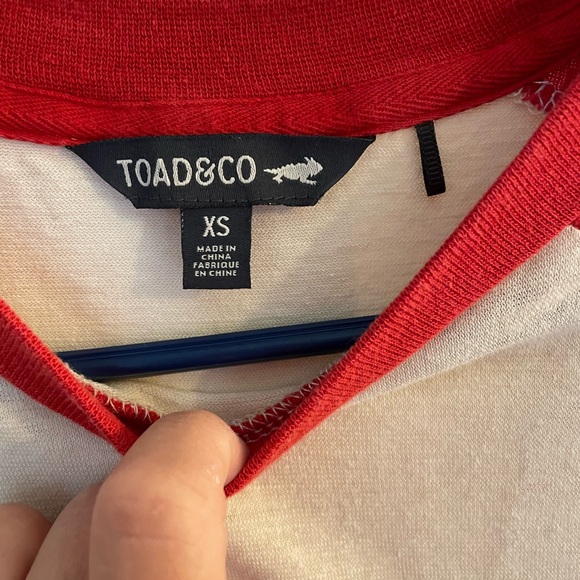 TOAD&CO
XS
MADE IN
CHINA
FABRIQUE
EN CHINE